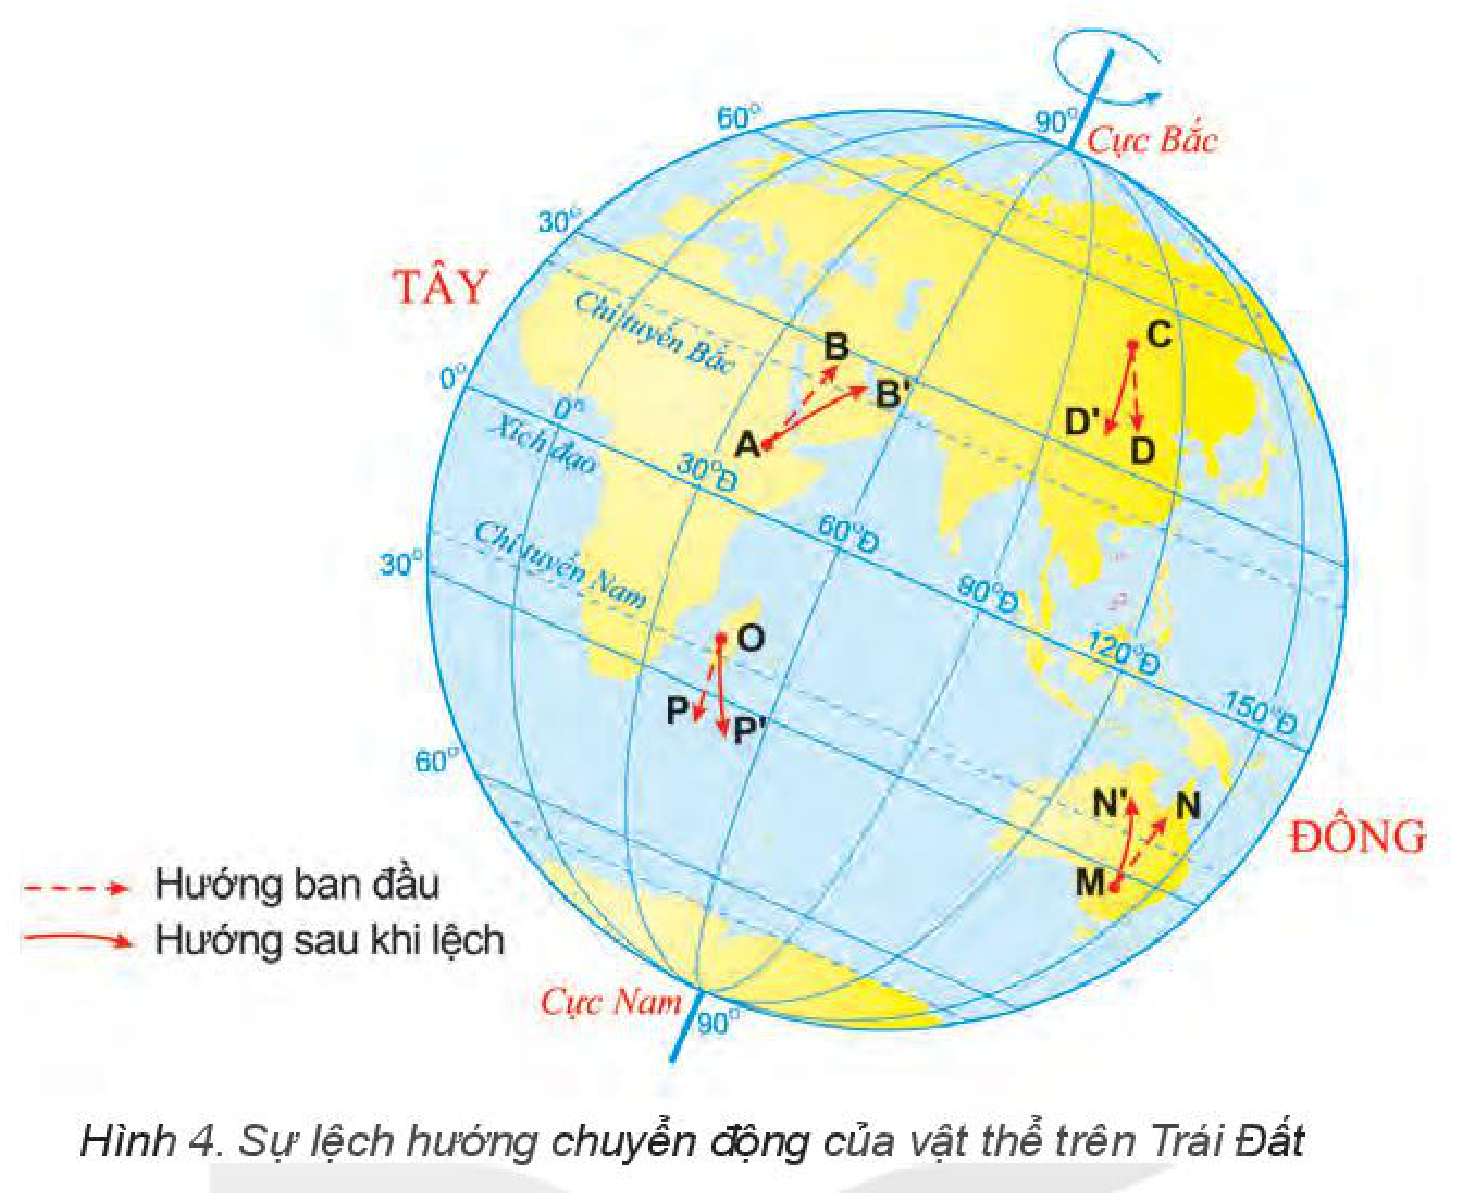 60°
90°
Cực Bắc
30°
TÂY
Chí tuyến Bắc
B
C
0°
B'
D'
D
A
0°
Xích đạo
30°Đ
60°Đ
Chí tuyến Nam
30°
80°Đ
120°Đ
O
150°Đ
P
P'
60°
N'
N
ĐÔNG
M
Hướng ban đầu
Hướng sau khi lệch
Cực Nam
90°
Hình 4. Sự lệch hướng chuyển động của vật thể trên Trái Đất